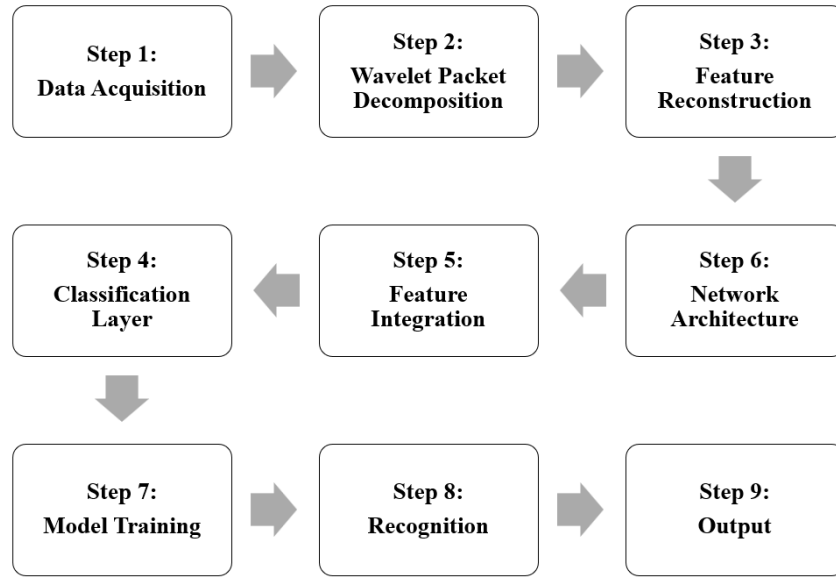 Step 1:
Data Acquisition
Step 2:
Wavelet Packet
Decomposition
Step 3:
Feature
Reconstruction
Step 4:
Classification
Layer
Step 5:
Feature
Integration
Step 6:
Network
Architecture
Step 7:
Model Training
Step 8:
Recognition
Step 9:
Output